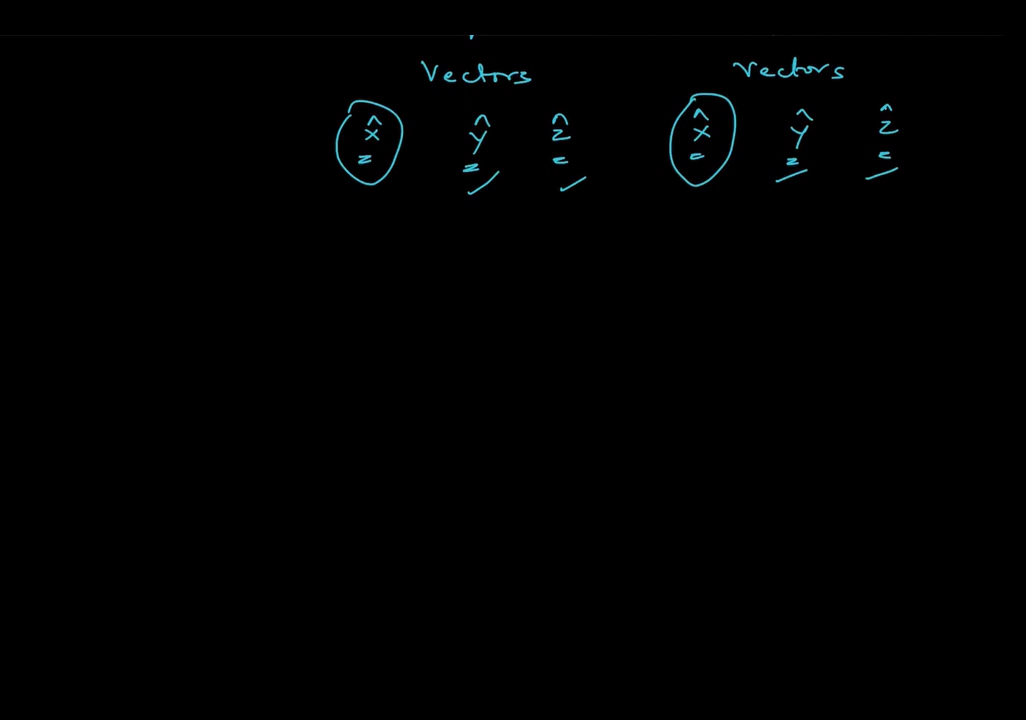 Vectors Vectors
x̂ ŷ ẑ x̂ ŷ ẑ